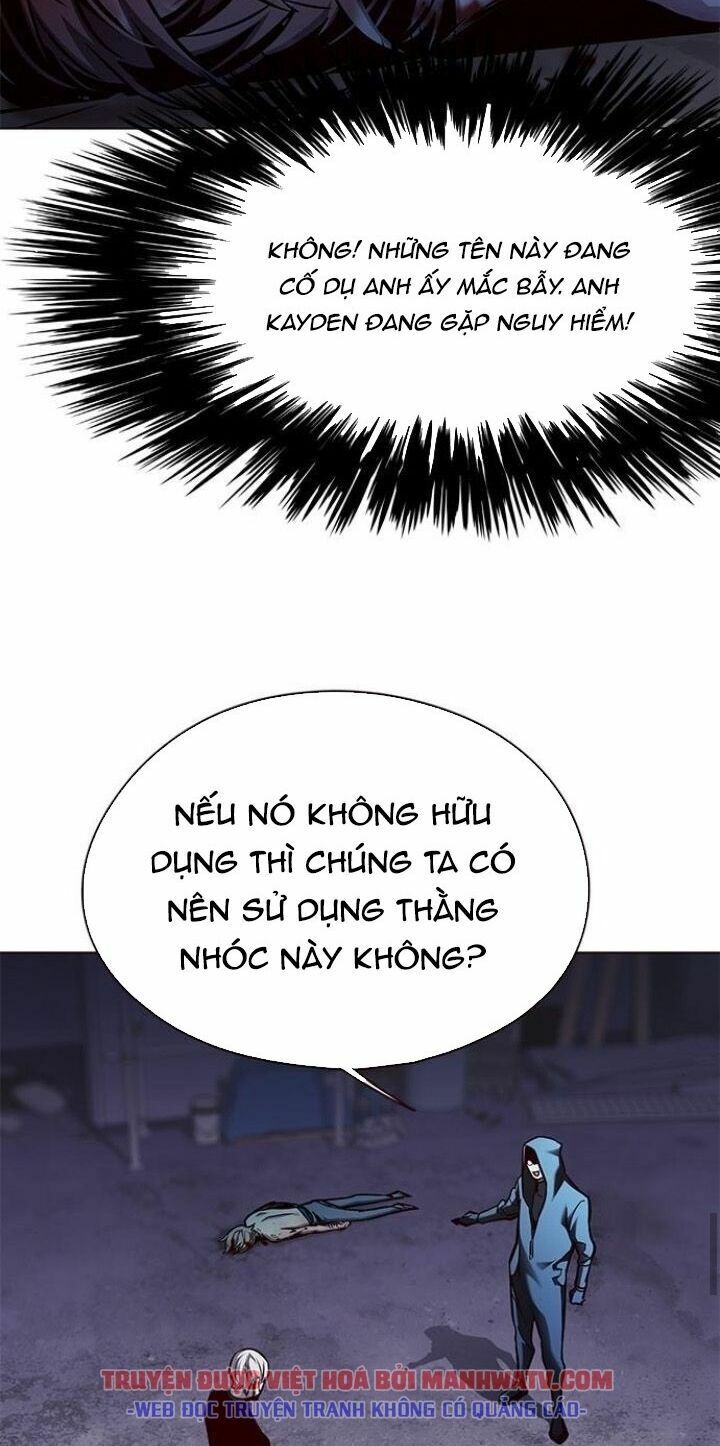 KHÔNG! NHỮNG TÊN NÀY ĐANG
CỐ DỤ ANH ẤY MẮC BẪY. ANH
KAYDEN ĐANG GẶP NGUY HIỂM!
NẾU NÓ KHÔNG HỮU
DỤNG THÌ CHÚNG TA CÓ
NÊN SỬ DỤNG THẰNG
NHÓC NÀY KHÔNG?
TRUYỆN ĐƯỢC VIỆT HOÁ BỞI MANHWATV.COM
-WEB ĐỌC TRUYỆN TRANH KHÔNG CÓ QUẢNG CÁO-